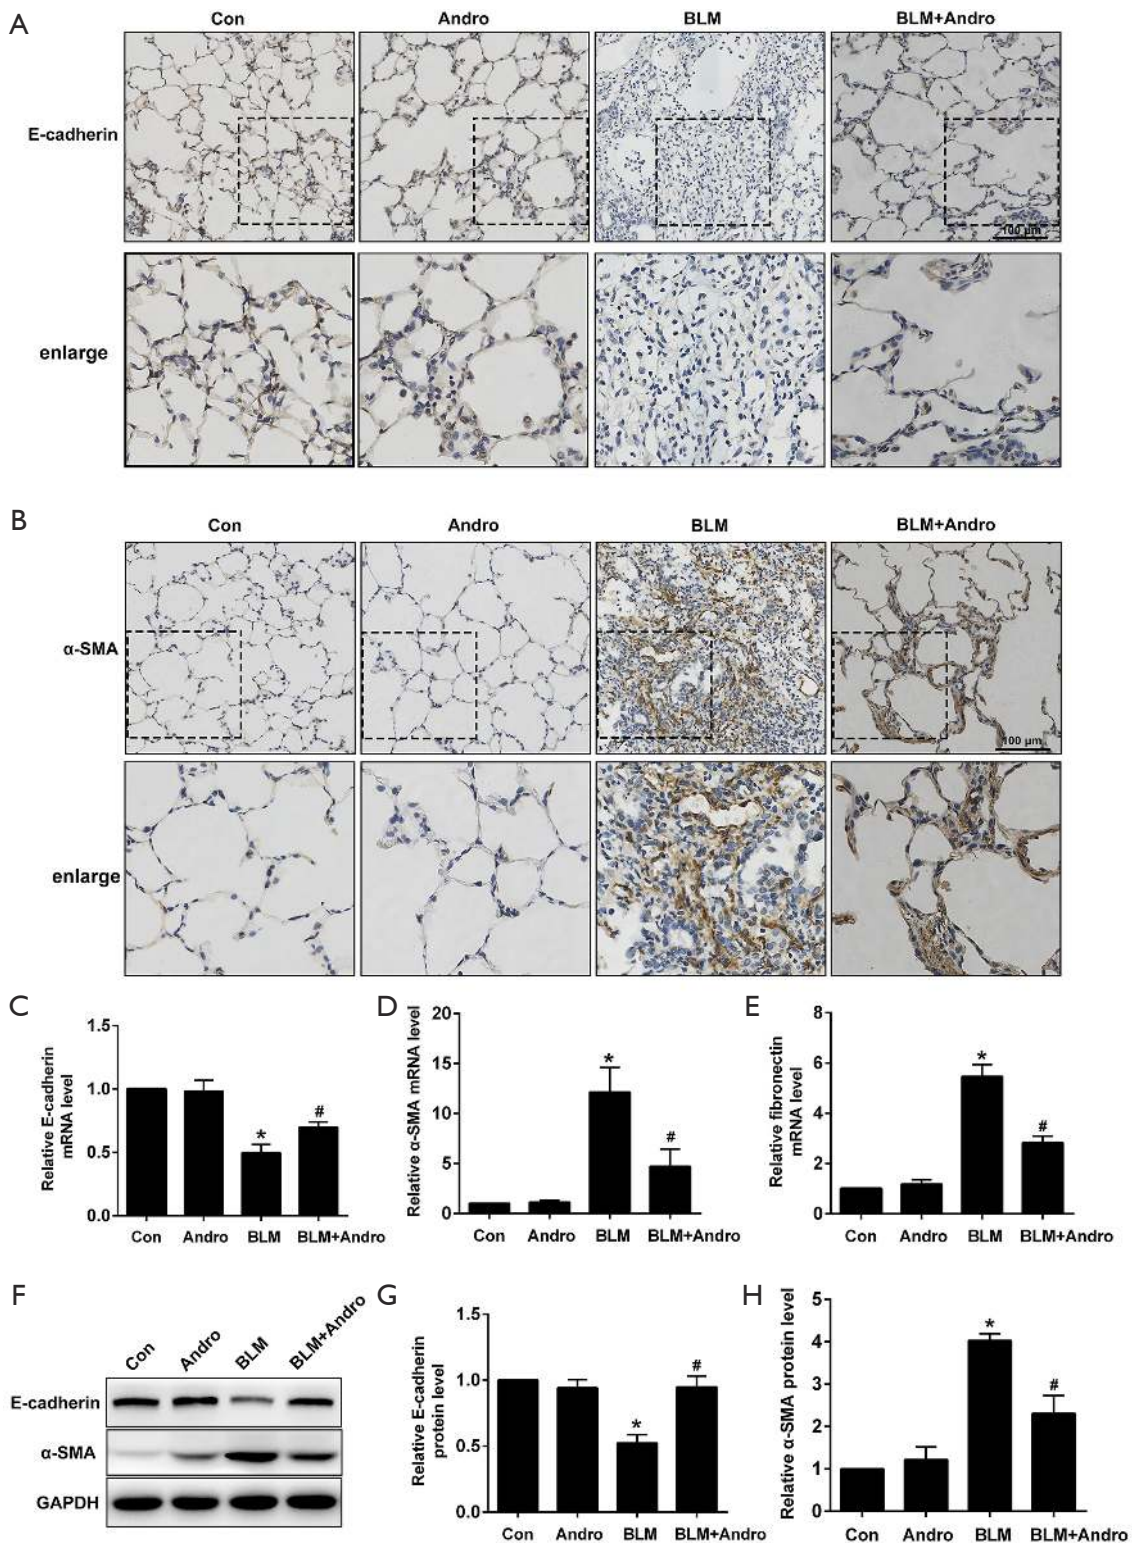 A
Con Andro BLM BLM+Andro
E-cadherin
100 μm
enlarge
B
Con Andro BLM BLM+Andro
α-SMA
100 μm
enlarge
C
Relative E-cadherin
mRNA level
1.5
1.0
0.5
0.0
*
#
Con Andro BLM BLM+Andro
D
Relative α-SMA mRNA level
20
15
10
5
0
*
#
Con Andro BLM BLM+Andro
E
Relative fibronectin
mRNA level
8
6
4
2
0
*
#
Con Andro BLM BLM+Andro
F
Con Andro BLM BLM+Andro
E-cadherin
α-SMA
GAPDH
G
Relative E-cadherin
protein level
1.5
1.0
0.5
0.0
*
#
Con Andro BLM BLM+Andro
H
Relative α-SMA protein level
5
4
3
2
1
0
*
#
Con Andro BLM BLM+Andro